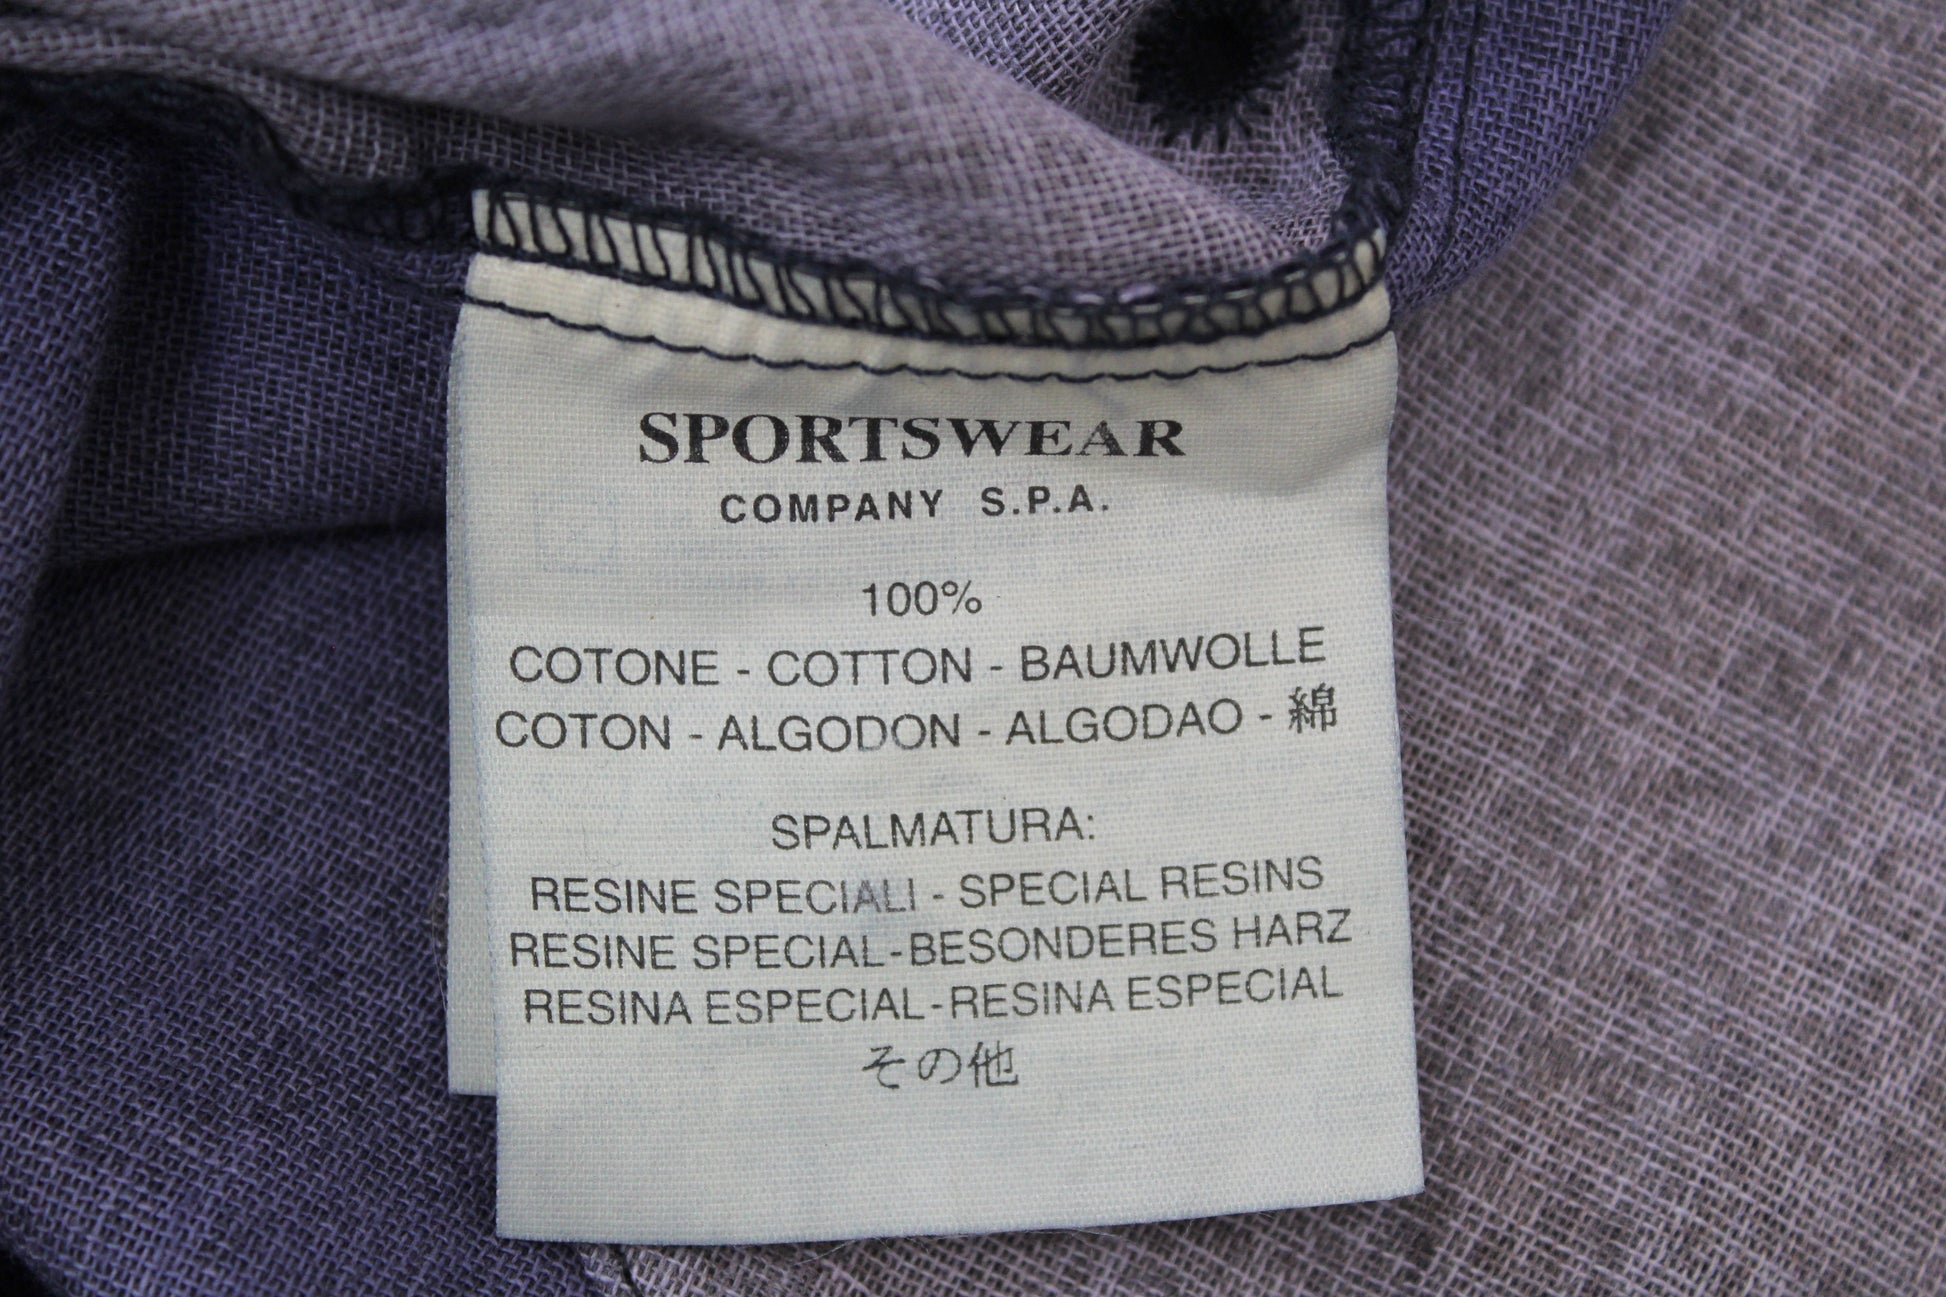 SPORTSWEAR
COMPANY S.P.A.
100%
COTONE - COTTON - BAUMWOLLE
COTON - ALGODON - ALGODAO - 綿
SPALMATURA:
RESINE SPECIALI - SPECIAL RESINS
RESINE SPECIAL-BESONDERES HARZ
RESINA ESPECIAL-RESINA ESPECIAL
その他